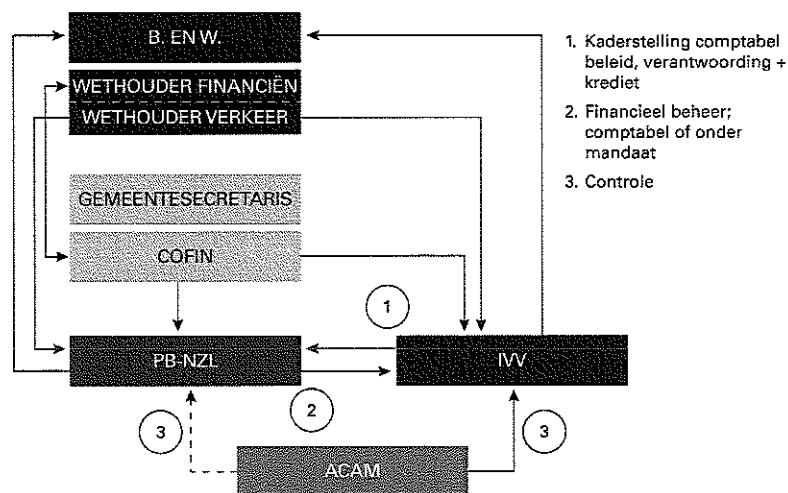 B. EN W.
WETHOUDER FINANCIËN
WETHOUDER VERKEER
GEMEENTESECRETARIS
COFIN
1
PB-NZL
IVV
2
3
3
ACAM
1. Kaderstelling comptabel
beleid, verantwoording +
krediet
2. Financieel beheer;
comptabel of onder
mandaat
3. Controle